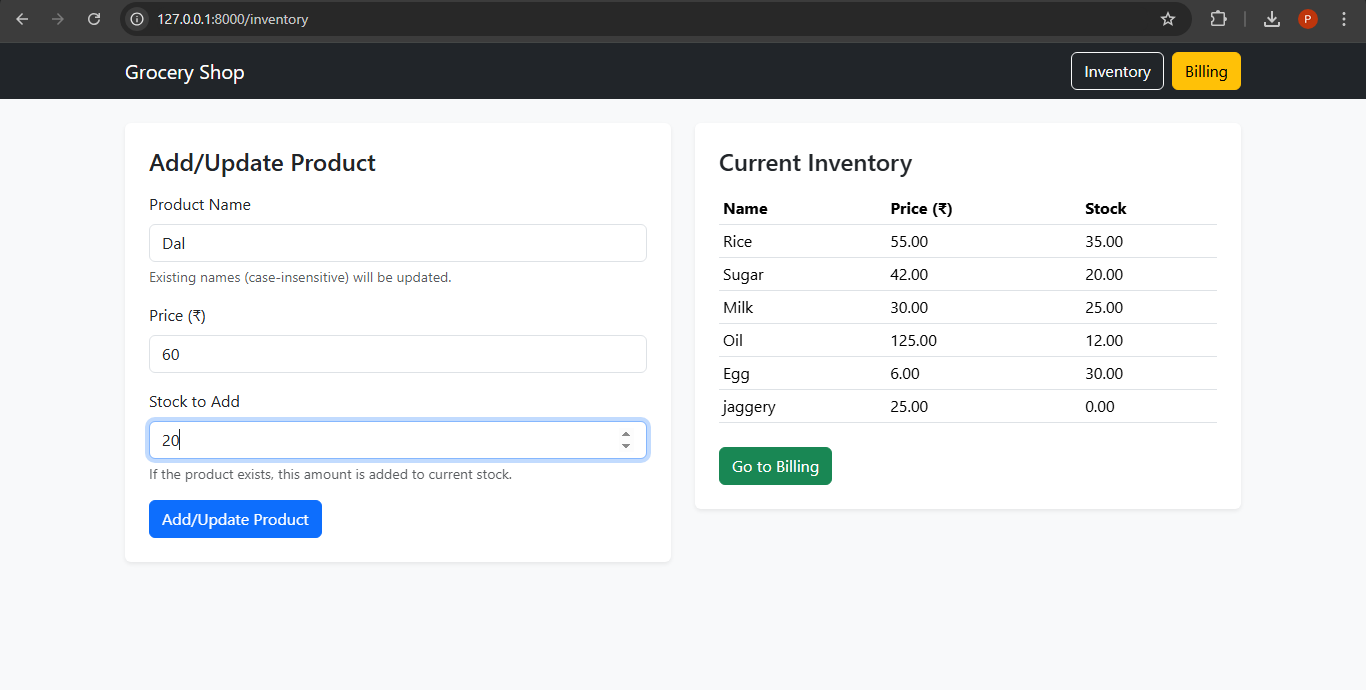 127.0.0.1:8000/inventory
P
Grocery Shop
Inventory
Billing
Add/Update Product
Product Name
Dal
Existing names (case-insensitive) will be updated.
Price (₹)
60
Stock to Add
20
If the product exists, this amount is added to current stock.
Add/Update Product
Current Inventory
Name Price (₹) Stock
Rice 55.00 35.00
Sugar 42.00 20.00
Milk 30.00 25.00
Oil 125.00 12.00
Egg 6.00 30.00
jaggery 25.00 0.00
Go to Billing